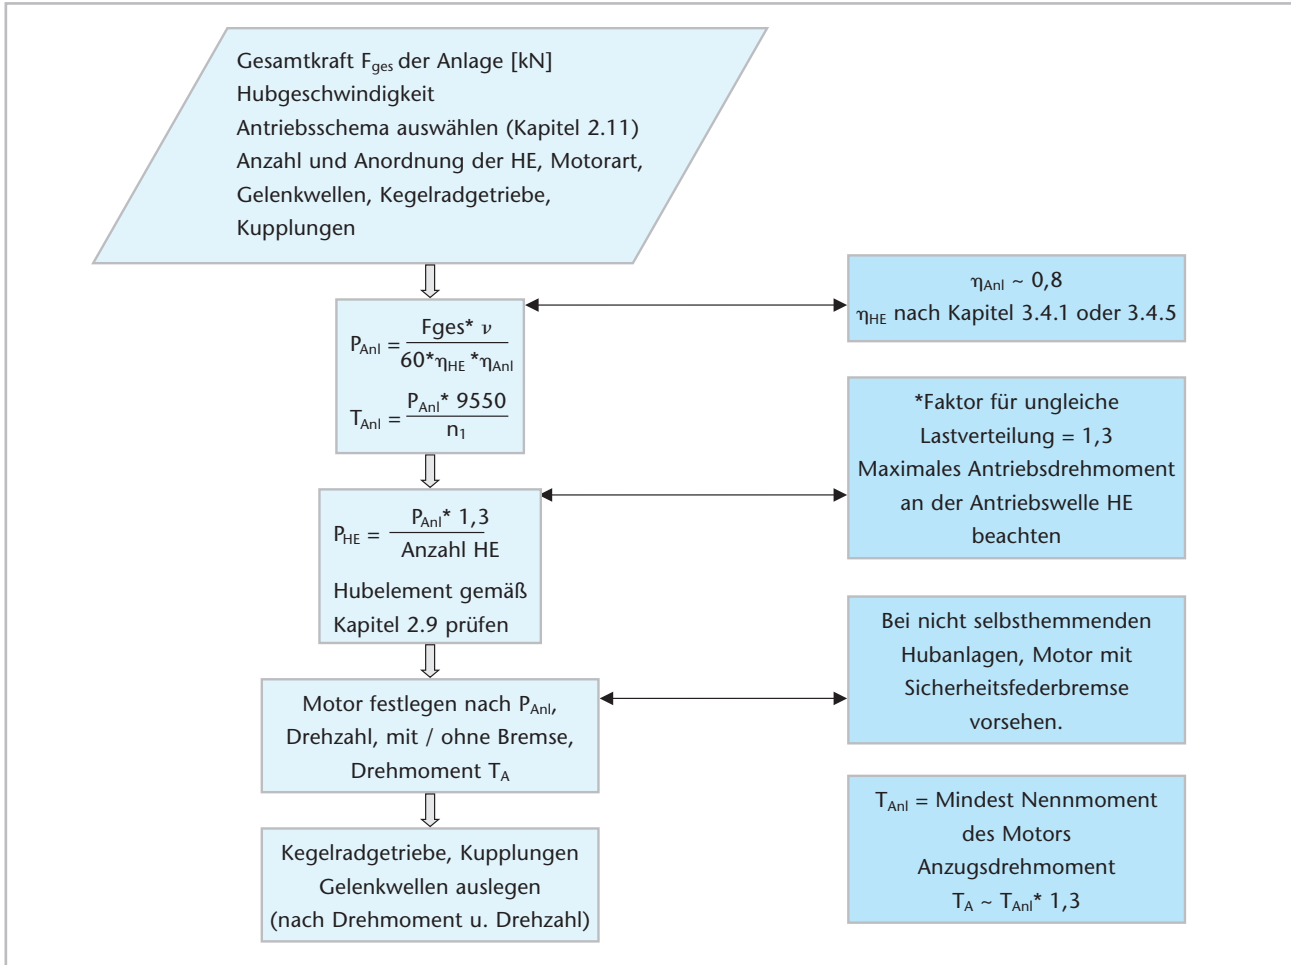 Gesamtkraft Fges der Anlage [kN]
Hubgeschwindigkeit
Antriebsschema auswählen (Kapitel 2.11)
Anzahl und Anordnung der HE, Motorart,
Gelenkwellen, Kegelradgetriebe,
Kupplungen
PAnl = Fges* ν / 60*ηHE *ηAnl
TAnl = PAnl* 9550 / n1
ηAnl ~ 0,8
ηHE nach Kapitel 3.4.1 oder 3.4.5
PHE = PAnl* 1,3 / Anzahl HE
Hubelement gemäß
Kapitel 2.9 prüfen
*Faktor für ungleiche
Lastverteilung = 1,3
Maximales Antriebsdrehmoment
an der Antriebswelle HE
beachten
Motor festlegen nach PAnl,
Drehzahl, mit / ohne Bremse,
Drehmoment TA
Bei nicht selbsthemmenden
Hubanlagen, Motor mit
Sicherheitsfederbremse
vorsehen.
Kegelradgetriebe, Kupplungen
Gelenkwellen auslegen
(nach Drehmoment u. Drehzahl)
TAnl = Mindest Nennmoment
des Motors
Anzugsdrehmoment
TA ~ TAnl* 1,3